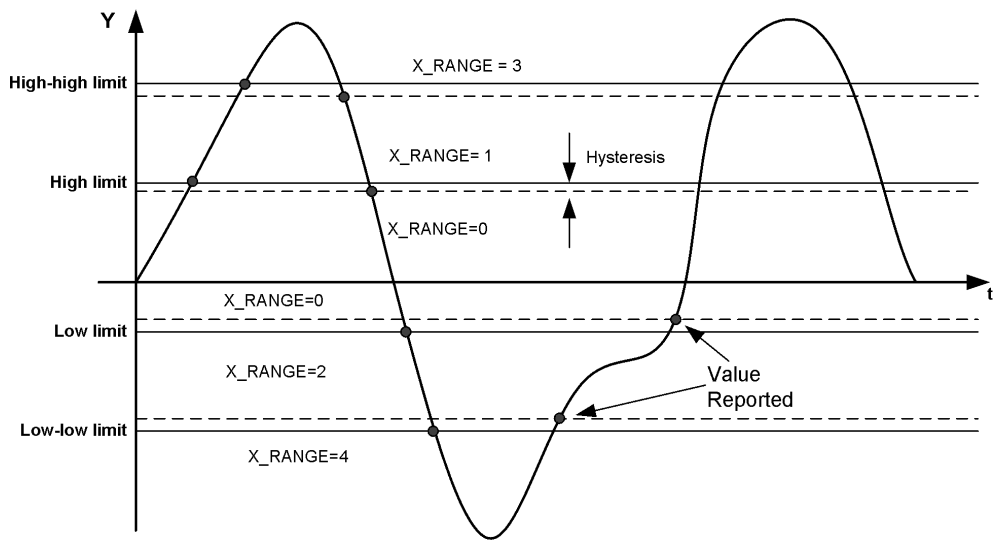 Y
X_RANGE = 3
High-high limit
X_RANGE= 1
Hysteresis
High limit
X_RANGE=0
t
X_RANGE=0
Low limit
X_RANGE=2
Value
Reported
Low-low limit
X_RANGE=4